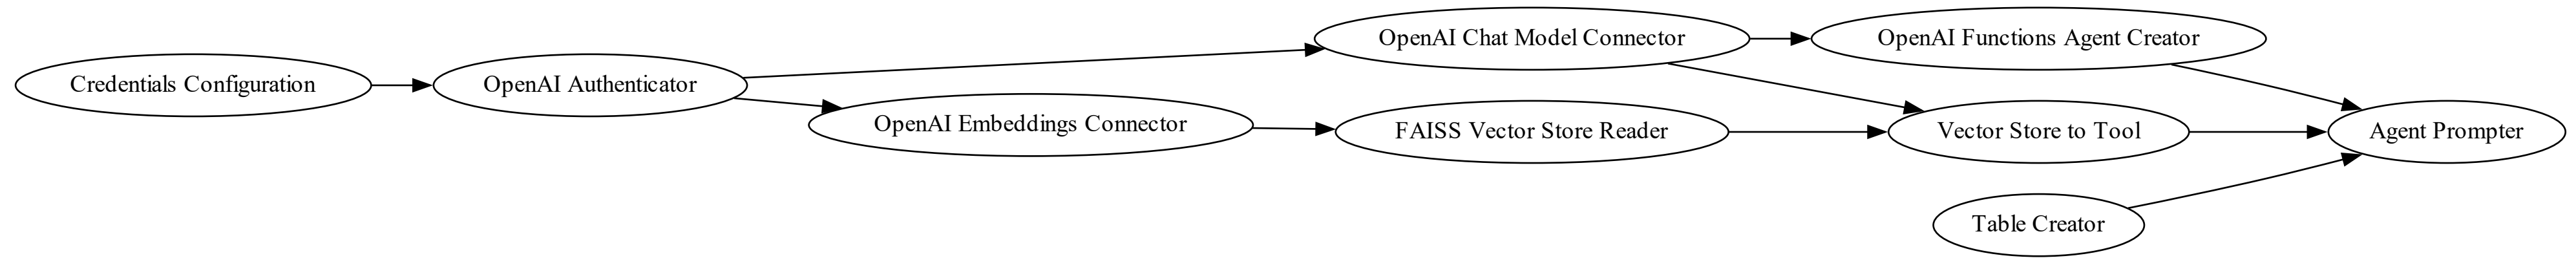 Credentials Configuration
OpenAI Authenticator
OpenAI Chat Model Connector
OpenAI Functions Agent Creator
OpenAI Embeddings Connector
FAISS Vector Store Reader
Vector Store to Tool
Agent Prompter
Table Creator